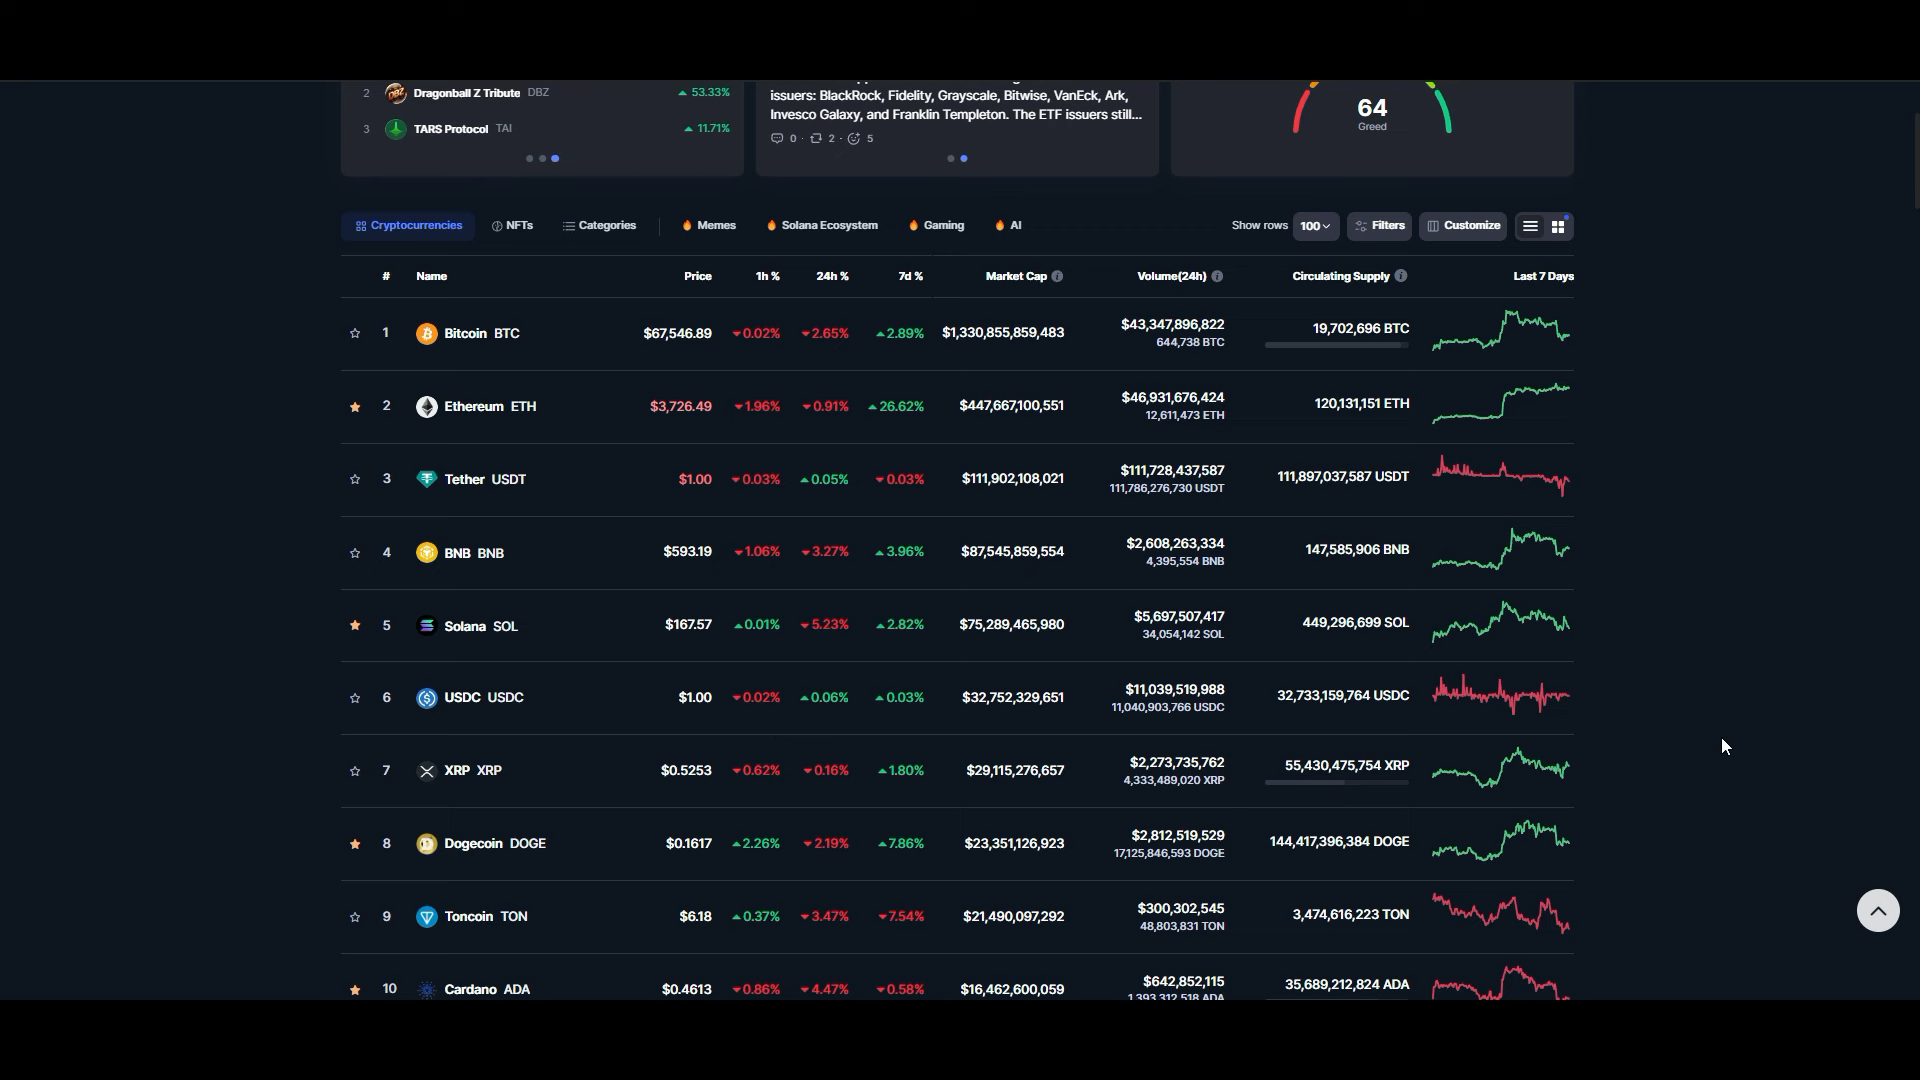 2 Dragonball Z Tribute DBZ 53.33%
3 TARS Protocol TAI 11.71%
issuers: BlackRock, Fidelity, Grayscale, Bitwise, VanEck, Ark,
Invesco Galaxy, and Franklin Templeton. The ETF issuers still...
0 · 2 · 5
64
Greed
Cryptocurrencies NFTs Categories Memes Solana Ecosystem Gaming AI Show rows 100 Filters Customize
# Name Price 1h % 24h % 7d % Market Cap Volume(24h) Circulating Supply Last 7 Days
1 Bitcoin BTC $67,546.89 0.02% 2.65% 2.89% $1,330,855,859,483 $43,347,896,822 19,702,696 BTC
644,738 BTC
2 Ethereum ETH $3,726.49 1.96% 0.91% 26.62% $447,667,100,551 $46,931,676,424 120,131,151 ETH
12,611,473 ETH
3 Tether USDT $1.00 0.03% 0.05% 0.03% $111,902,108,021 $111,728,437,587 111,897,037,587 USDT
111,786,276,730 USDT
4 BNB BNB $593.19 1.06% 3.27% 3.96% $87,545,859,554 $2,608,263,334 147,585,906 BNB
4,395,554 BNB
5 Solana SOL $167.57 0.01% 5.23% 2.82% $75,289,465,980 $5,697,507,417 449,296,699 SOL
34,054,142 SOL
6 USDC USDC $1.00 0.02% 0.06% 0.03% $32,752,329,651 $11,039,519,988 32,733,159,764 USDC
11,040,903,766 USDC
7 XRP XRP $0.5253 0.62% 0.16% 1.80% $29,115,276,657 $2,273,735,762 55,430,475,754 XRP
4,333,489,020 XRP
8 Dogecoin DOGE $0.1617 2.26% 2.19% 7.86% $23,351,126,923 $2,812,519,529 144,417,396,384 DOGE
17,125,846,593 DOGE
9 Toncoin TON $6.18 0.37% 3.47% 7.54% $21,490,097,292 $300,302,545 3,474,616,223 TON
48,803,831 TON
10 Cardano ADA $0.4613 0.86% 4.47% 0.58% $16,462,600,059 $642,852,115 35,689,212,824 ADA
1,393,312,518 ADA